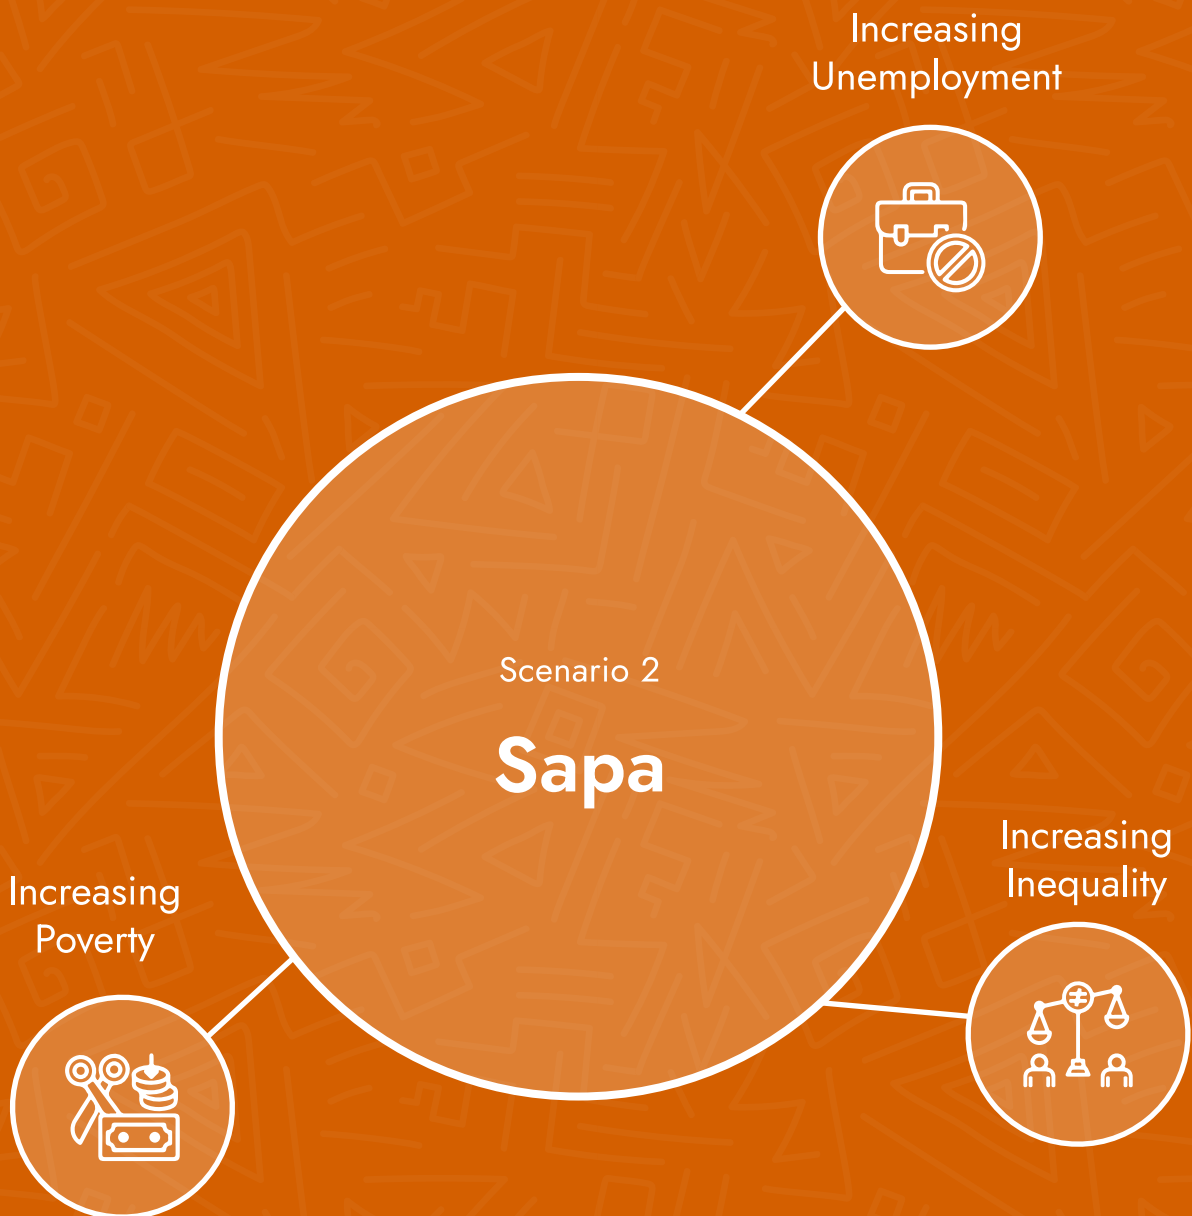 Increasing
Unemployment
Scenario 2
Sapa
Increasing
Inequality
Increasing
Poverty